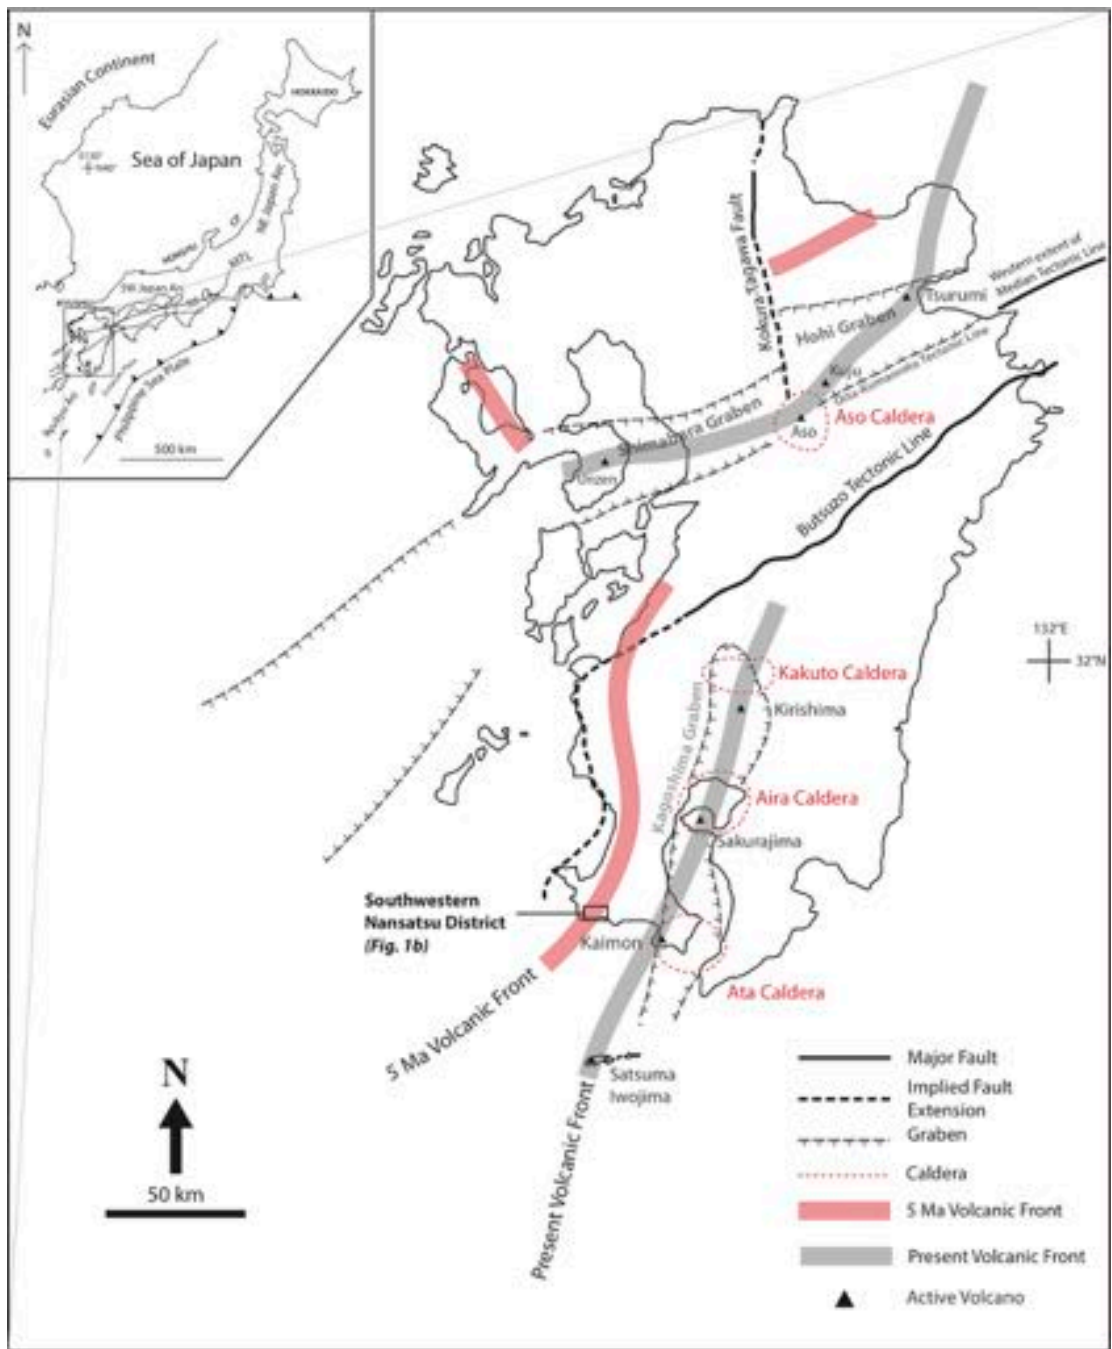 N
Eurasian Continent
HOKKAIDO
Sea of Japan
NE Japan Arc
HONSHU
MTL
SW Japan Arc
Philippine Sea Plate
500 km
Kokura-Tagawa Fault
Western extent of
Median Tectonic Line
Tsurumi
Hohi Graben
Kuju
Oita-Kumamoto Tectonic Line
Aso Caldera
Aso
Shimabara Graben
Unzen
Butsuzo Tectonic Line
132°E
32°N
Kakuto Caldera
Kirishima
Kagoshima Graben
Aira Caldera
Sakurajima
Southwestern
Nansatsu District
(Fig. 1b)
Kaimon
Ata Caldera
5 Ma Volcanic Front
Satsuma
Iwojima
Present Volcanic Front
N
50 km
Major Fault
Implied Fault
Extension
Graben
Caldera
5 Ma Volcanic Front
Present Volcanic Front
Active Volcano